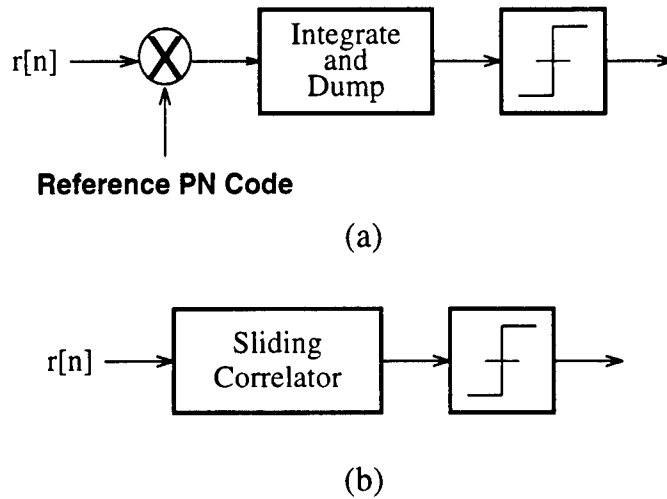 r[n]
Integrate
and
Dump
Reference PN Code
(a)
r[n]
Sliding
Correlator
(b)